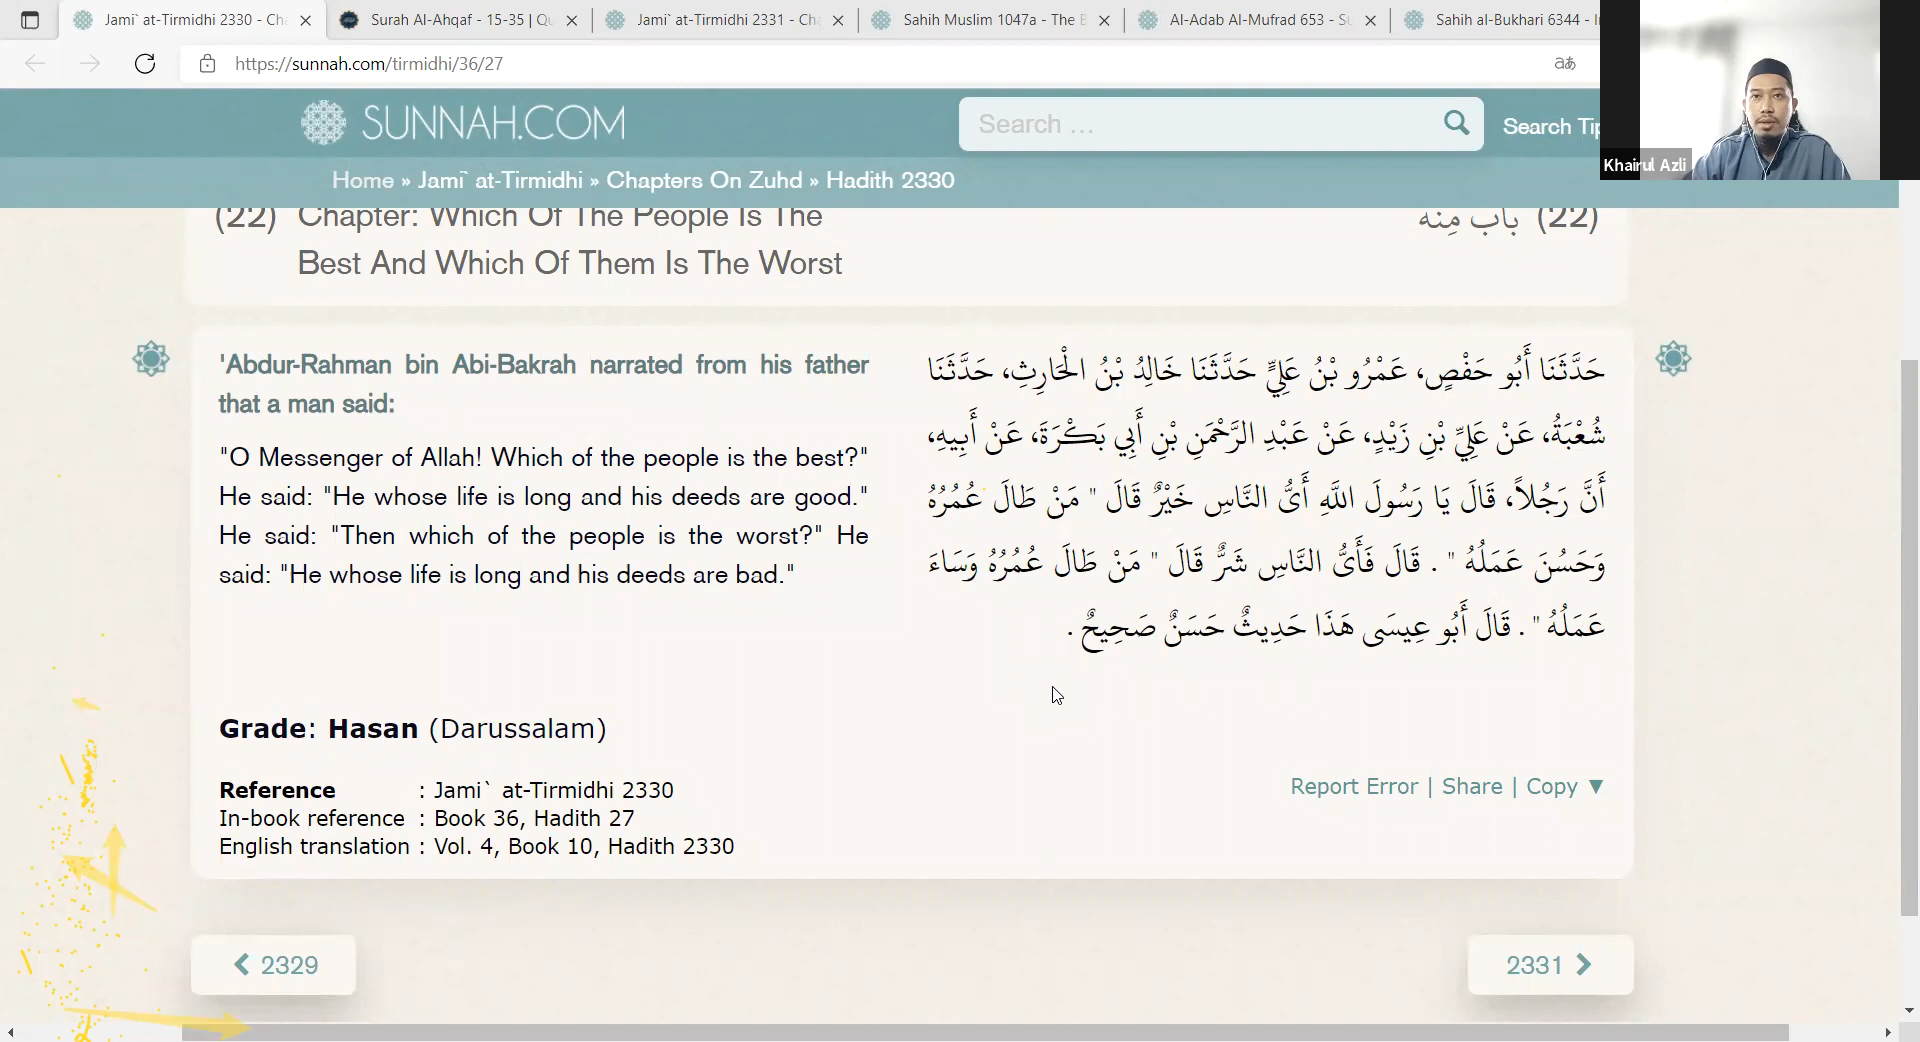 Jami` at-Tirmidhi 2330 - Cha
Surah Al-Ahqaf - 15-35 | Qu
Jami` at-Tirmidhi 2331 - Cha
Sahih Muslim 1047a - The B
Al-Adab Al-Mufrad 653 - Su
Sahih al-Bukhari 6344 - I
https://sunnah.com/tirmidhi/36/27
SUNNAH.COM
Search ...
Search Tip
Khairul Azli
Home » Jami` at-Tirmidhi » Chapters On Zuhd » Hadith 2330
(22) Chapter: Which Of The People Is The
Best And Which Of Them Is The Worst
(22) باب مِنْهُ
'Abdur-Rahman bin Abi-Bakrah narrated from his father
that a man said:
"O Messenger of Allah! Which of the people is the best?"
He said: "He whose life is long and his deeds are good."
He said: "Then which of the people is the worst?" He
said: "He whose life is long and his deeds are bad."
حَدَّثَنَا أَبُو حَفْصٍ، عَمْرُو بْنُ عَلِيٍّ حَدَّثَنَا خَالِدُ بْنُ الْحَارِثِ، حَدَّثَنَا
شُعْبَةُ، عَنْ عَلِيِّ بْنِ زَيْدٍ، عَنْ عَبْدِ الرَّحْمَنِ بْنِ أَبِي بَكْرَةَ، عَنْ أَبِيهِ،
أَنَّ رَجُلاً، قَالَ يَا رَسُولَ اللَّهِ أَىُّ النَّاسِ خَيْرٌ قَالَ " مَنْ طَالَ عُمُرُهُ
وَحَسُنَ عَمَلُهُ " . قَالَ فَأَىُّ النَّاسِ شَرٌّ قَالَ " مَنْ طَالَ عُمُرُهُ وَسَاءَ
عَمَلُهُ " . قَالَ أَبُو عِيسَى هَذَا حَدِيثٌ حَسَنٌ صَحِيحٌ .
Grade: Hasan (Darussalam)
Reference : Jami` at-Tirmidhi 2330
In-book reference : Book 36, Hadith 27
English translation : Vol. 4, Book 10, Hadith 2330
Report Error | Share | Copy ▼
2329
2331